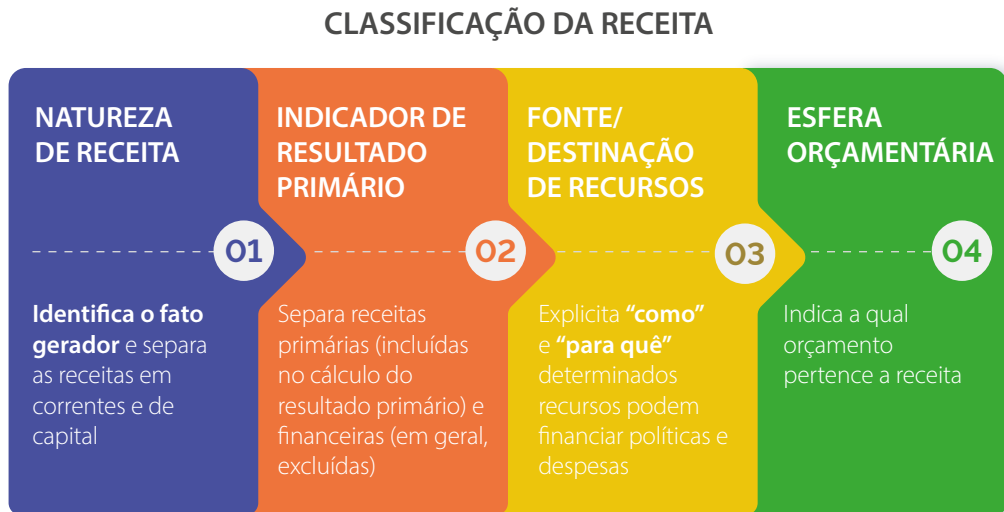 CLASSIFICAÇÃO DA RECEITA
NATUREZA
DE RECEITA
01
Identifica o fato
gerador e separa
as receitas em
correntes e de
capital
INDICADOR DE
RESULTADO
PRIMÁRIO
02
Separa receitas
primárias (incluídas
no cálculo do
resultado primário) e
financeiras (em geral,
excluídas)
FONTE/
DESTINAÇÃO
DE RECURSOS
03
Explicita “como”
e “para quê”
determinados
recursos podem
financiar políticas e
despesas
ESFERA
ORÇAMENTÁRIA
04
Indica a qual
orçamento
pertence a receita